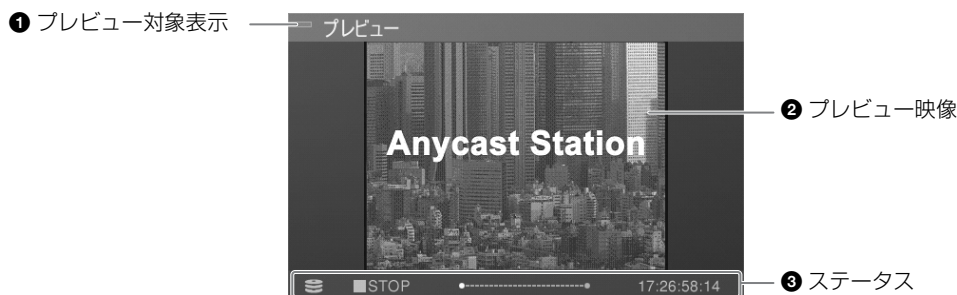 ❶ プレビュー対象表示
プレビュー
❷ プレビュー映像
Anycast Station
■STOP 17:26:58:14
❸ ステータス